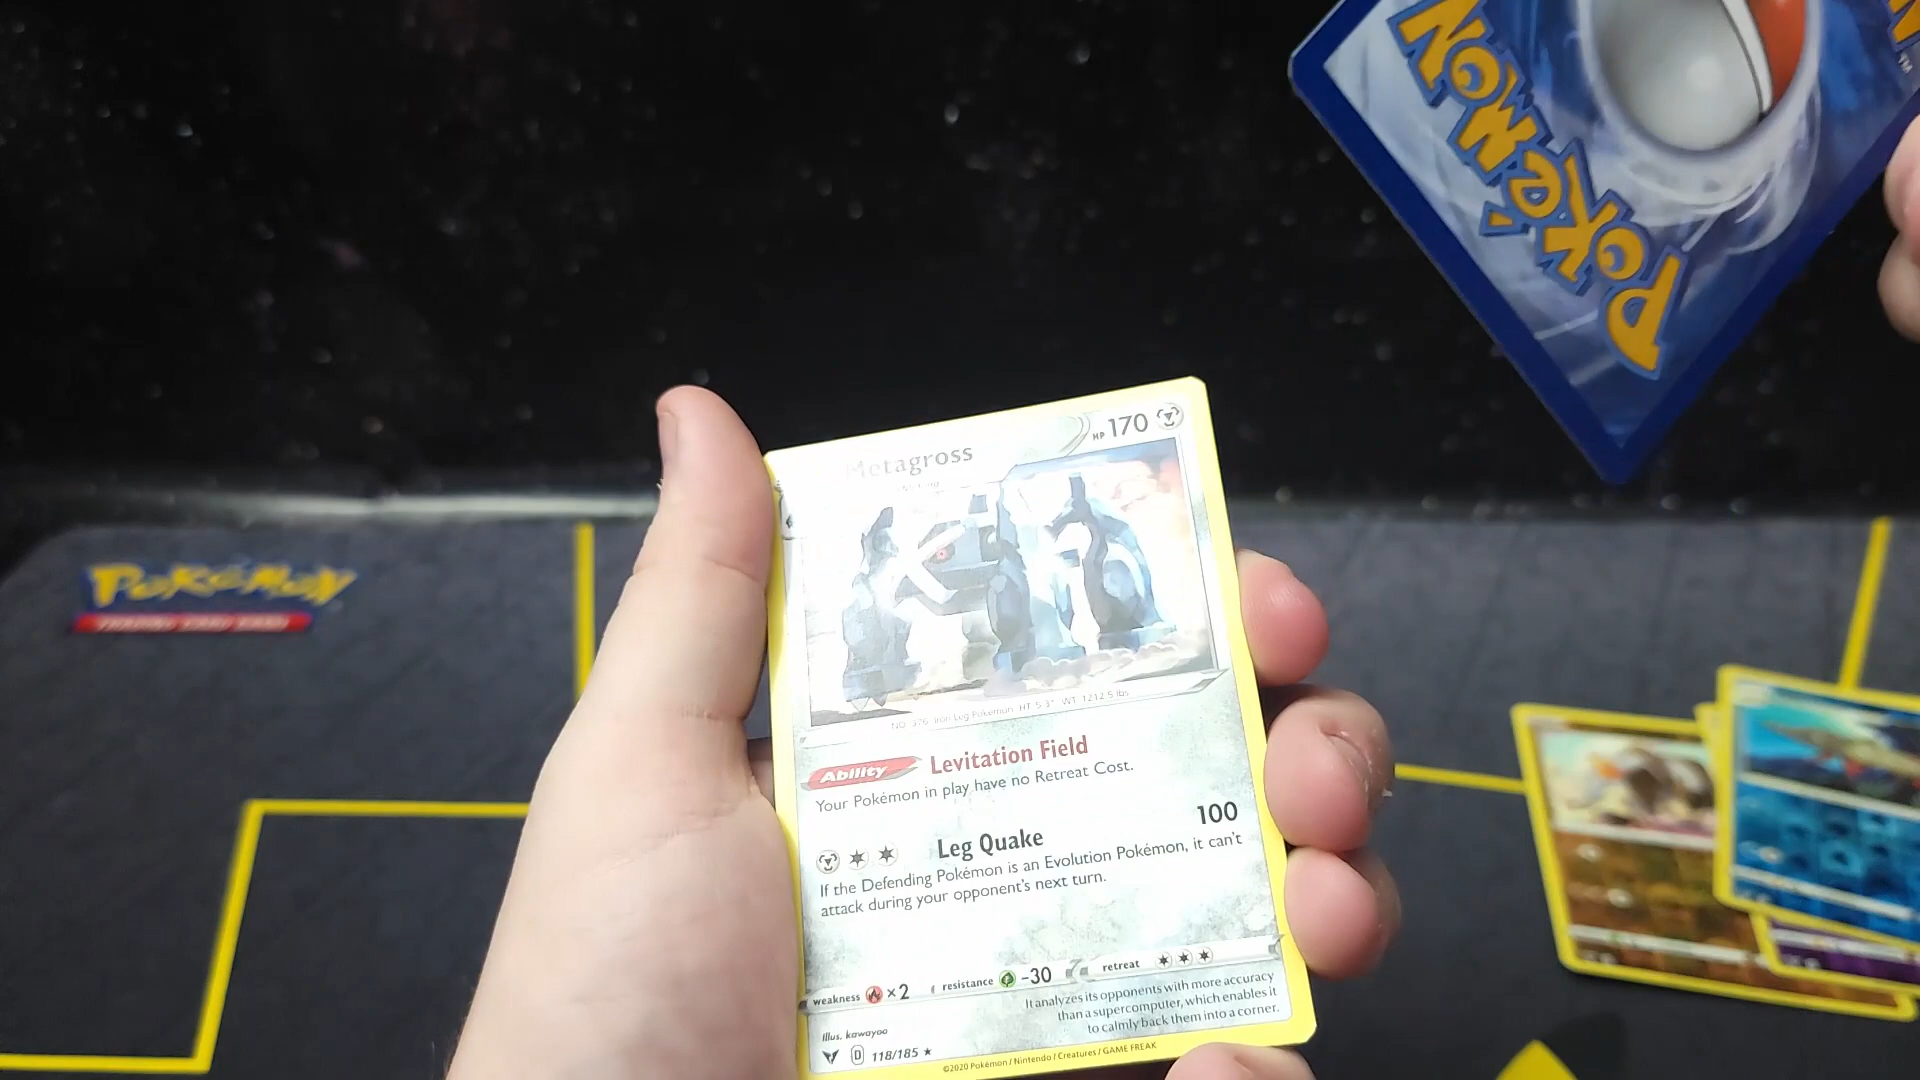 POKÉMON
™
POKÉMON
TRADING CARD GAME
Metagross
HP 170
NO. 376 Iron Leg Pokémon HT: 5'3" WT: 1212.5 lbs.
Ability Levitation Field
Your Pokémon in play have no Retreat Cost.
Leg Quake 100
If the Defending Pokémon is an Evolution Pokémon, it can't
attack during your opponent's next turn.
weakness ×2 resistance -30 retreat
It analyzes its opponents with more accuracy
than a supercomputer, which enables it
to calmly back them into a corner.
Illus. kawayoo
D 118/185
©2020 Pokémon / Nintendo / Creatures / GAME FREAK